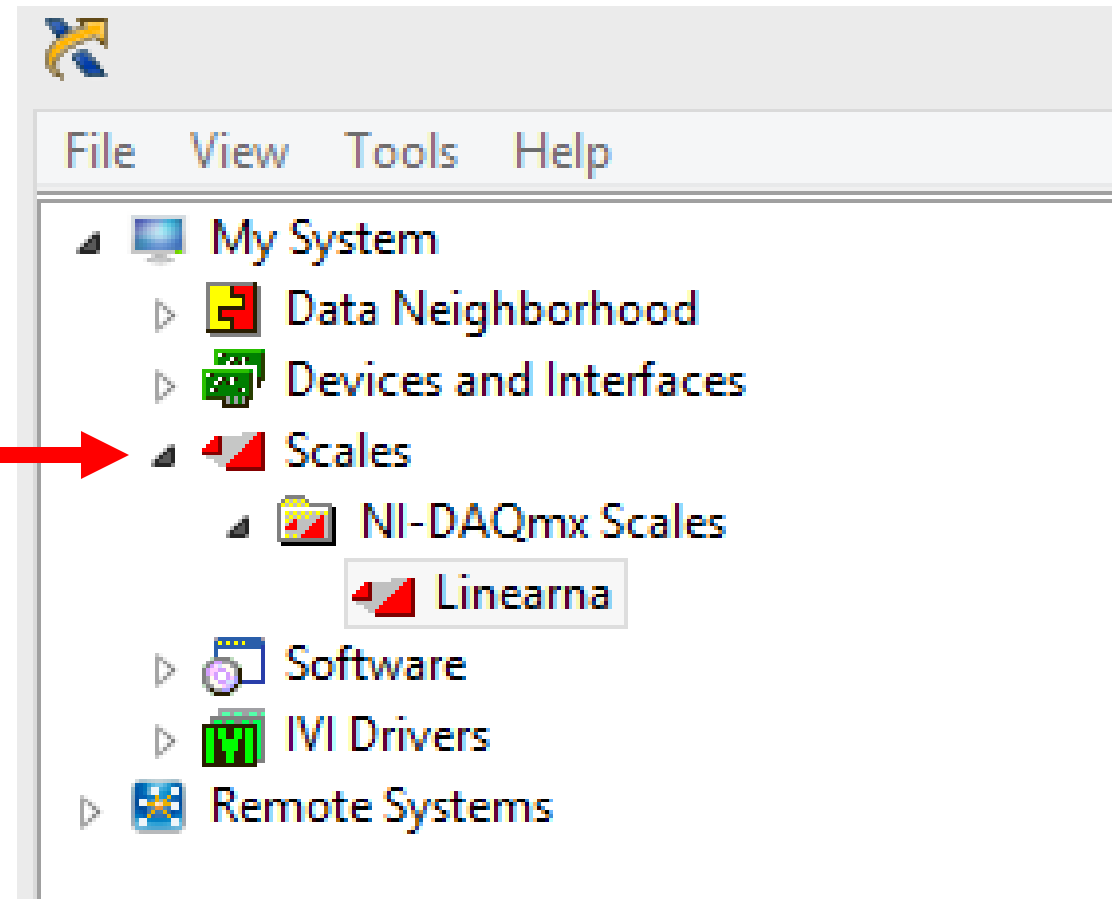 File View Tools Help
My System
Data Neighborhood
Devices and Interfaces
Scales
NI-DAQmx Scales
Linearna
Software
IVI Drivers
Remote Systems